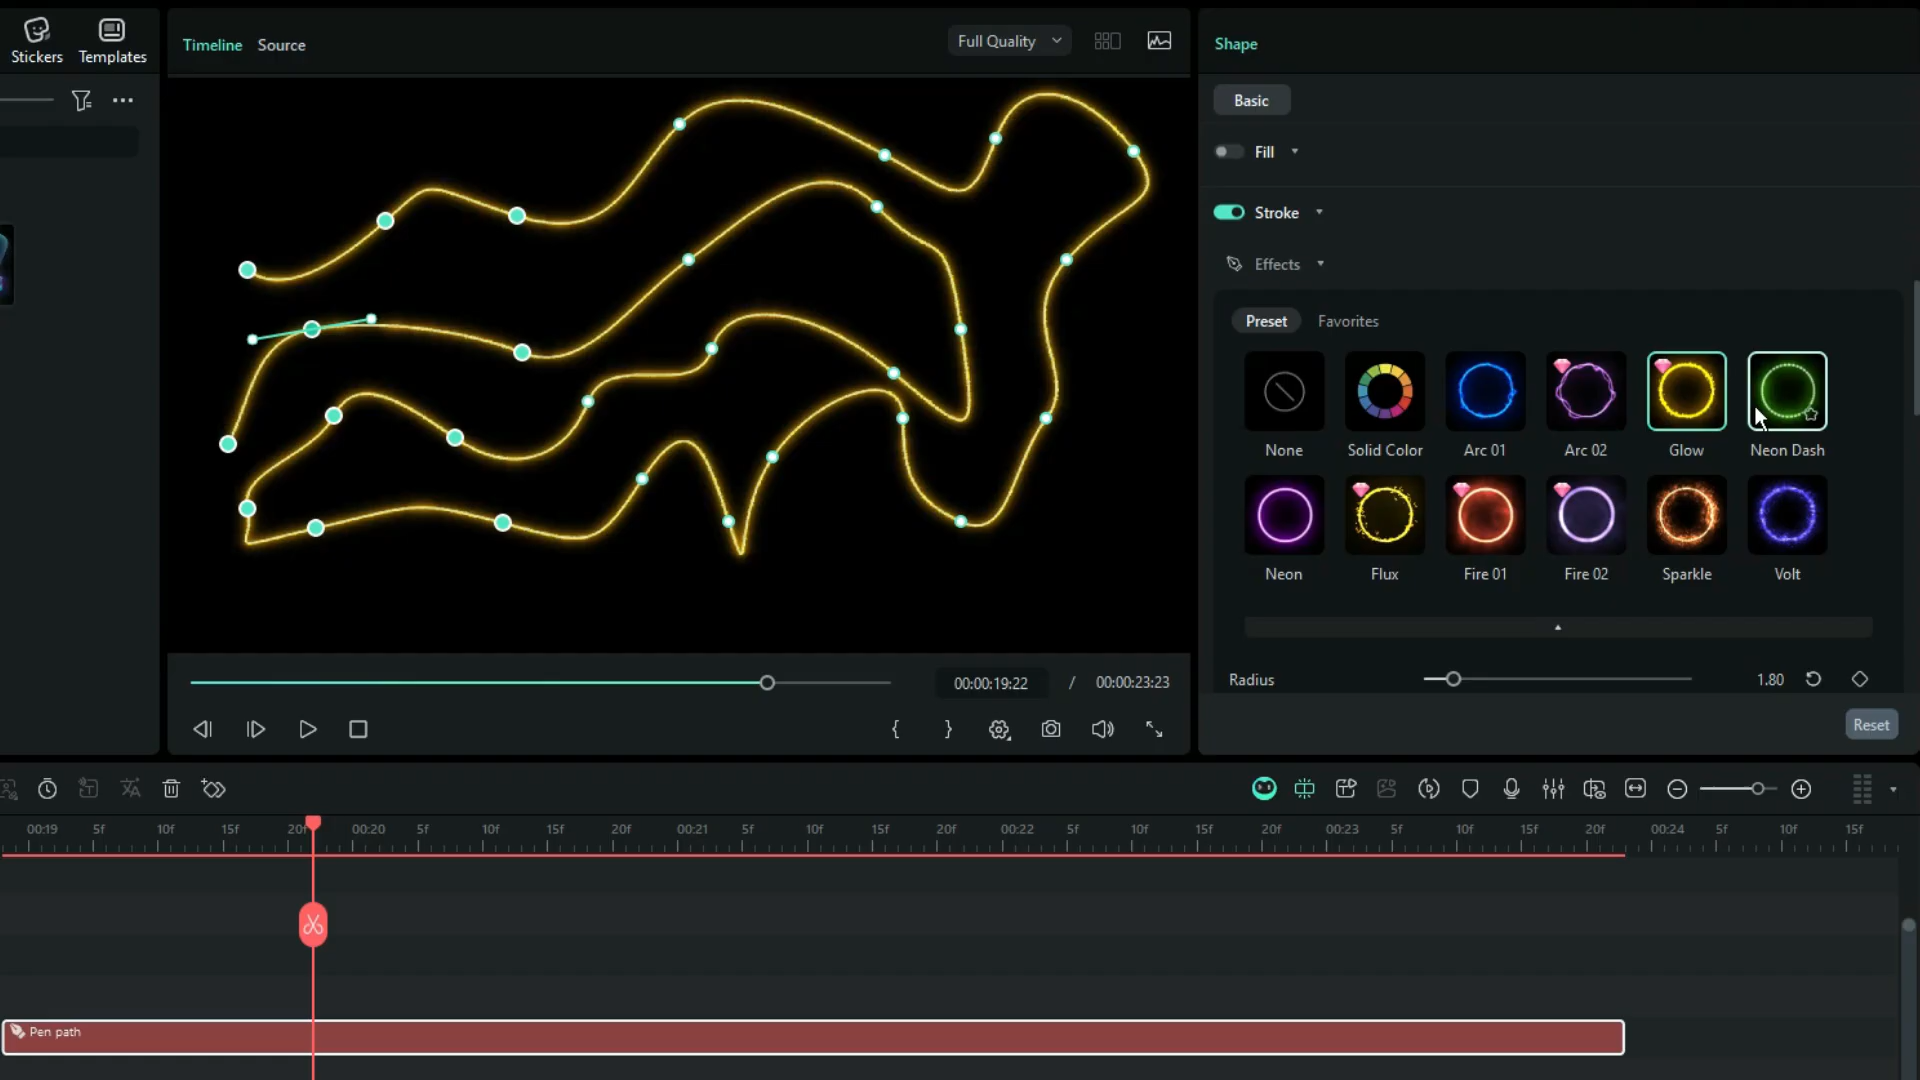 Stickers
Templates
Timeline
Source
Full Quality
Shape
Basic
Fill
Stroke
Effects
Preset
Favorites
None
Solid Color
Arc 01
Arc 02
Glow
Neon Dash
Neon
Flux
Fire 01
Fire 02
Sparkle
Volt
Radius
1.80
00:00:19:22 / 00:00:23:23
Reset
00:19 5f 10f 15f 20f 00:20 5f 10f 15f 20f 00:21 5f 10f 15f 20f 00:22 5f 10f 15f 20f 00:23 5f 10f 15f 20f 00:24 5f 10f 15f
Pen path